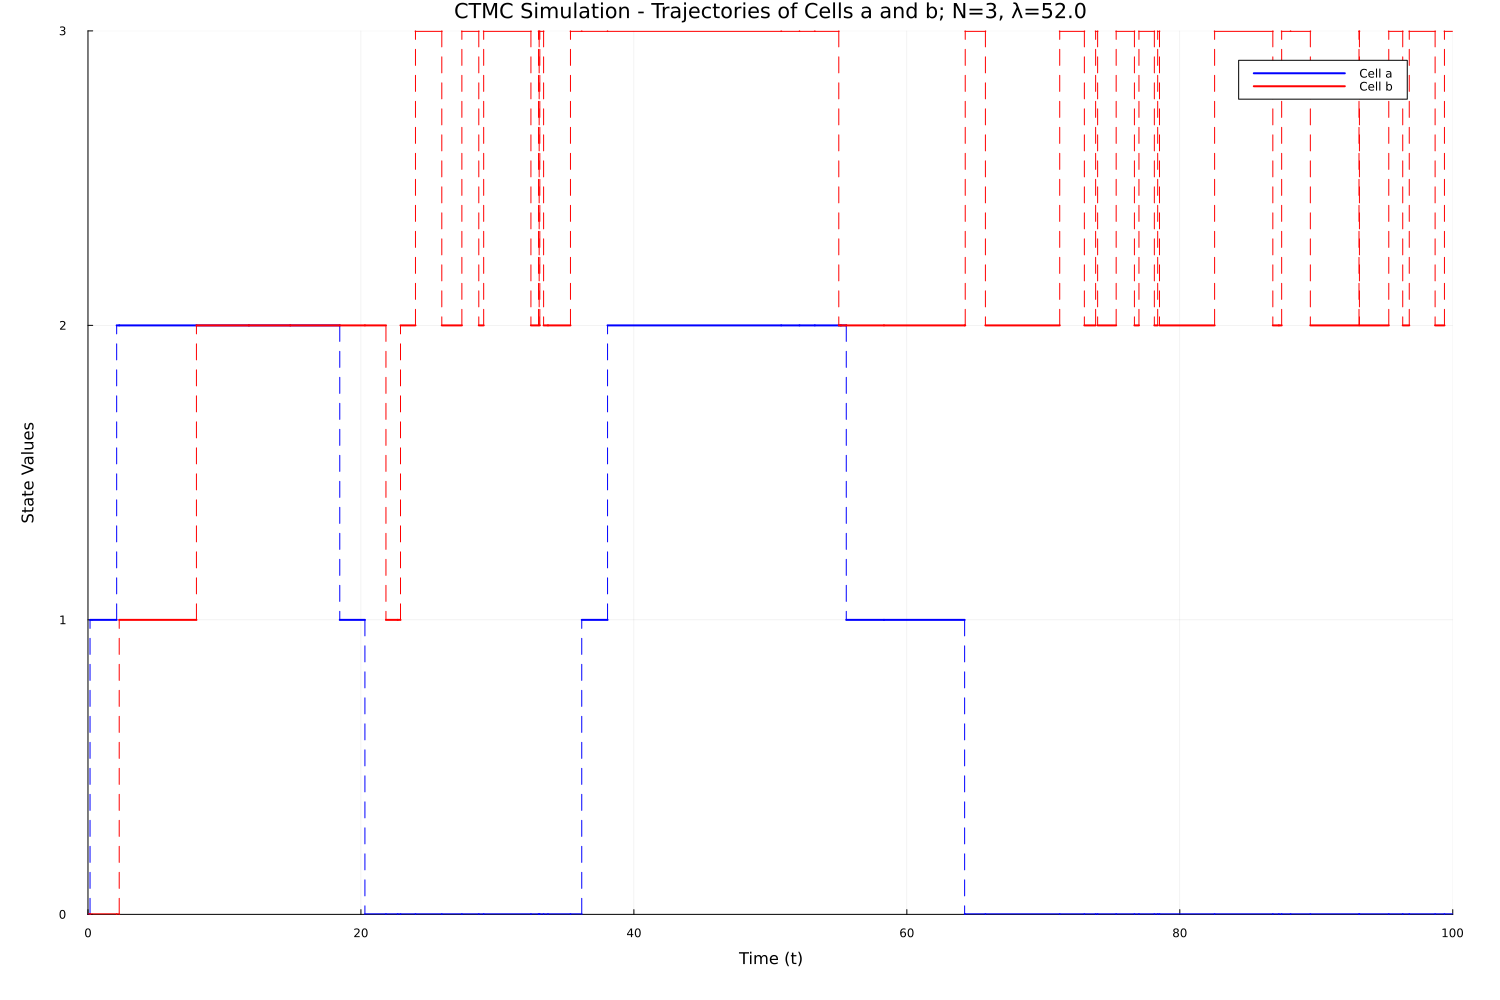 CTMC Simulation - Trajectories of Cells a and b; N=3, λ=52.0
3
Cell a
Cell b
2
State Values
1
0
0 20 40 60 80 100
Time (t)